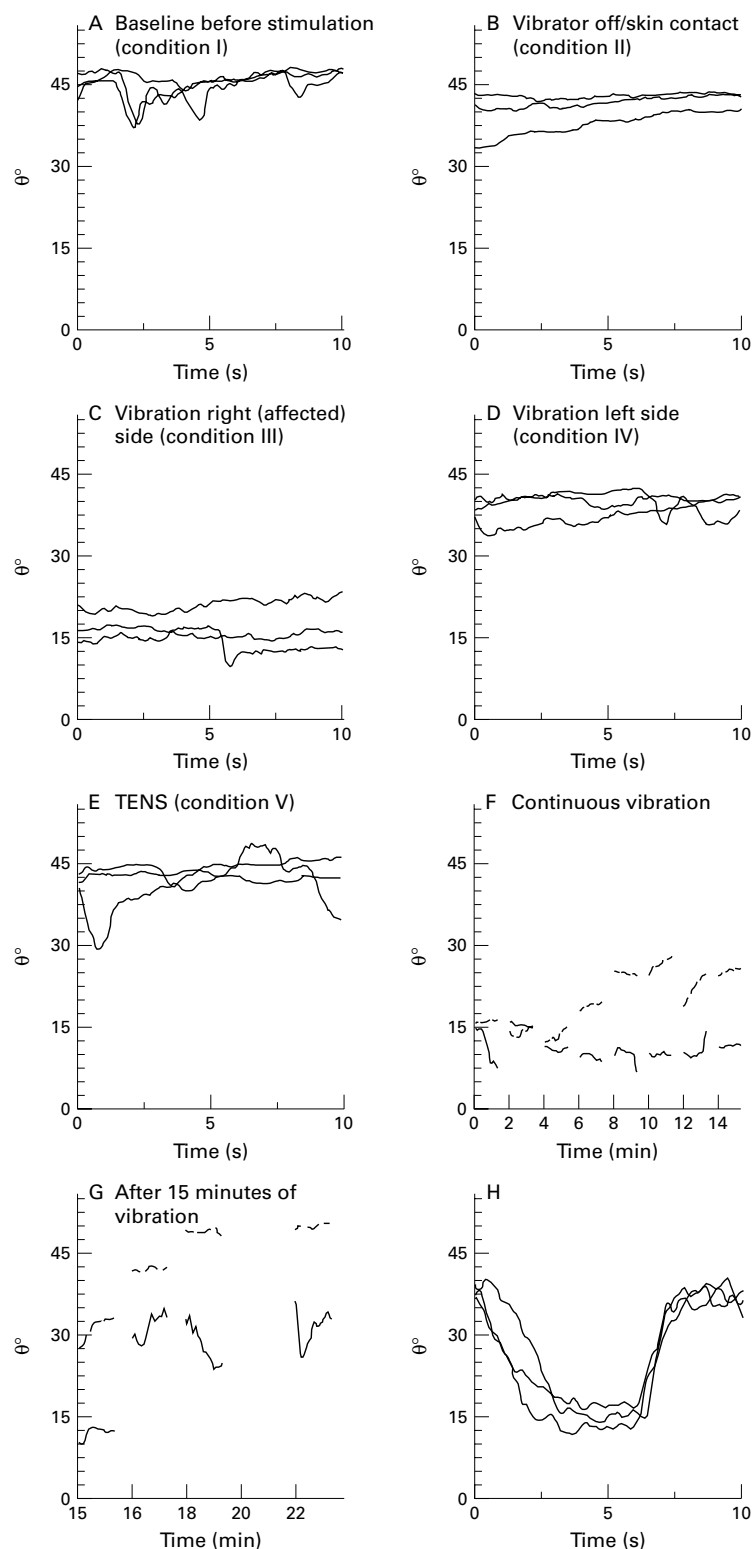 A Baseline before stimulation
(condition I)
45
30
15
0
θ°
0 5 10
Time (s)
B Vibrator off/skin contact
(condition II)
45
30
15
0
θ°
0 5 10
Time (s)
C Vibration right (affected)
side (condition III)
45
30
15
0
θ°
0 5 10
Time (s)
D Vibration left side
(condition IV)
45
30
15
0
θ°
0 5 10
Time (s)
E TENS (condition V)
45
30
15
0
θ°
0 5 10
Time (s)
F Continuous vibration
45
30
15
0
θ°
0 2 4 6 8 10 12 14
Time (min)
G After 15 minutes of
vibration
45
30
15
0
θ°
15 16 18 20 22
Time (min)
H
45
30
15
0
θ°
0 5 10
Time (s)